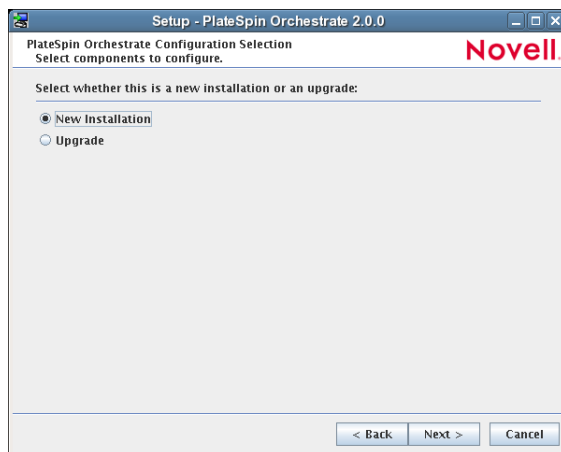 Setup - PlateSpin Orchestrate 2.0.0
PlateSpin Orchestrate Configuration Selection
Select components to configure.
Novell.
Select whether this is a new installation or an upgrade:
New Installation
Upgrade
< Back
Next >
Cancel